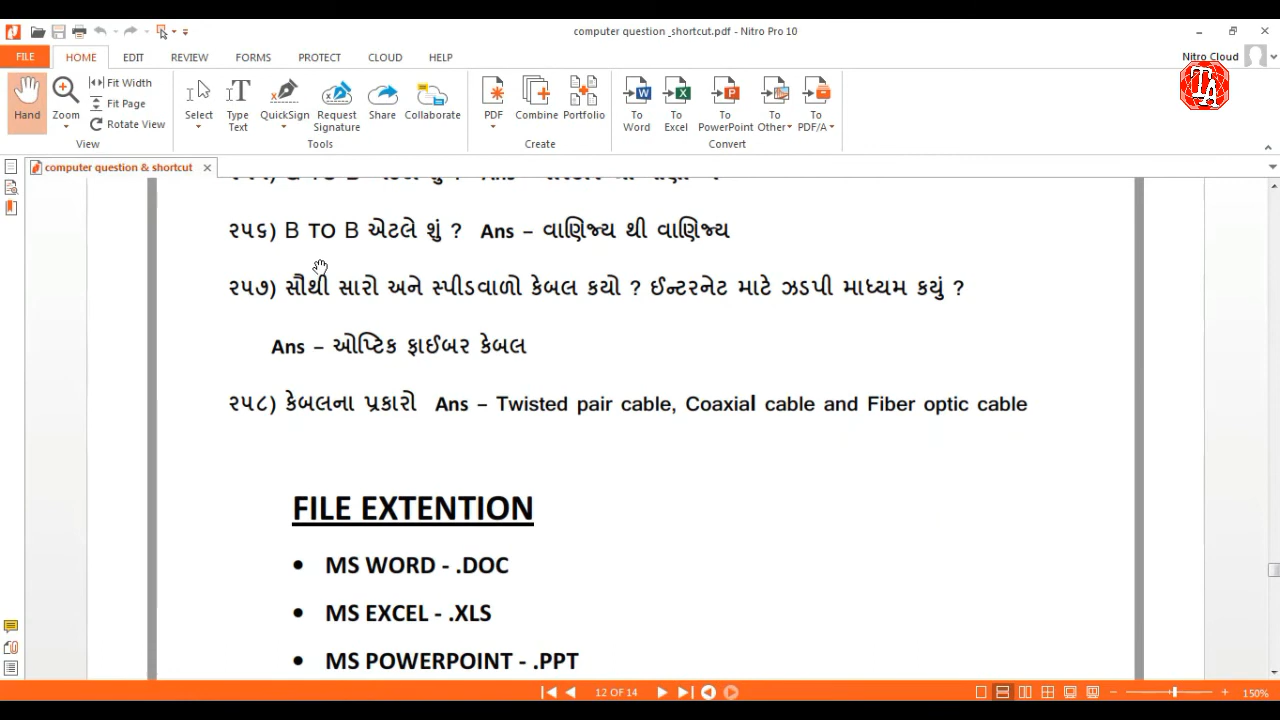 computer question _shortcut.pdf - Nitro Pro 10
FILE HOME EDIT REVIEW FORMS PROTECT CLOUD HELP
Nitro Cloud
TA
Hand Zoom Fit Width
Fit Page
Rotate View
Select Type Text QuickSign Request Signature Share Collaborate PDF Combine Portfolio To Word To Excel To PowerPoint To Other To PDF/A
View Tools Create Convert
computer question & shortcut
૨૫૬) B TO B એટલે શું ? Ans – વાણિજ્ય થી વાણિજ્ય
૨૫૭) સૌથી સારો અને સ્પીડવાળો કેબલ કયો ? ઈન્ટરનેટ માટે ઝડપી માધ્યમ કયું ?
Ans – ઓપ્ટિક ફાઈબર કેબલ
૨૫૮) કેબલના પ્રકારો Ans – Twisted pair cable, Coaxial cable and Fiber optic cable
FILE EXTENTION
• MS WORD - .DOC
• MS EXCEL - .XLS
• MS POWERPOINT - .PPT
12 OF 14
150%